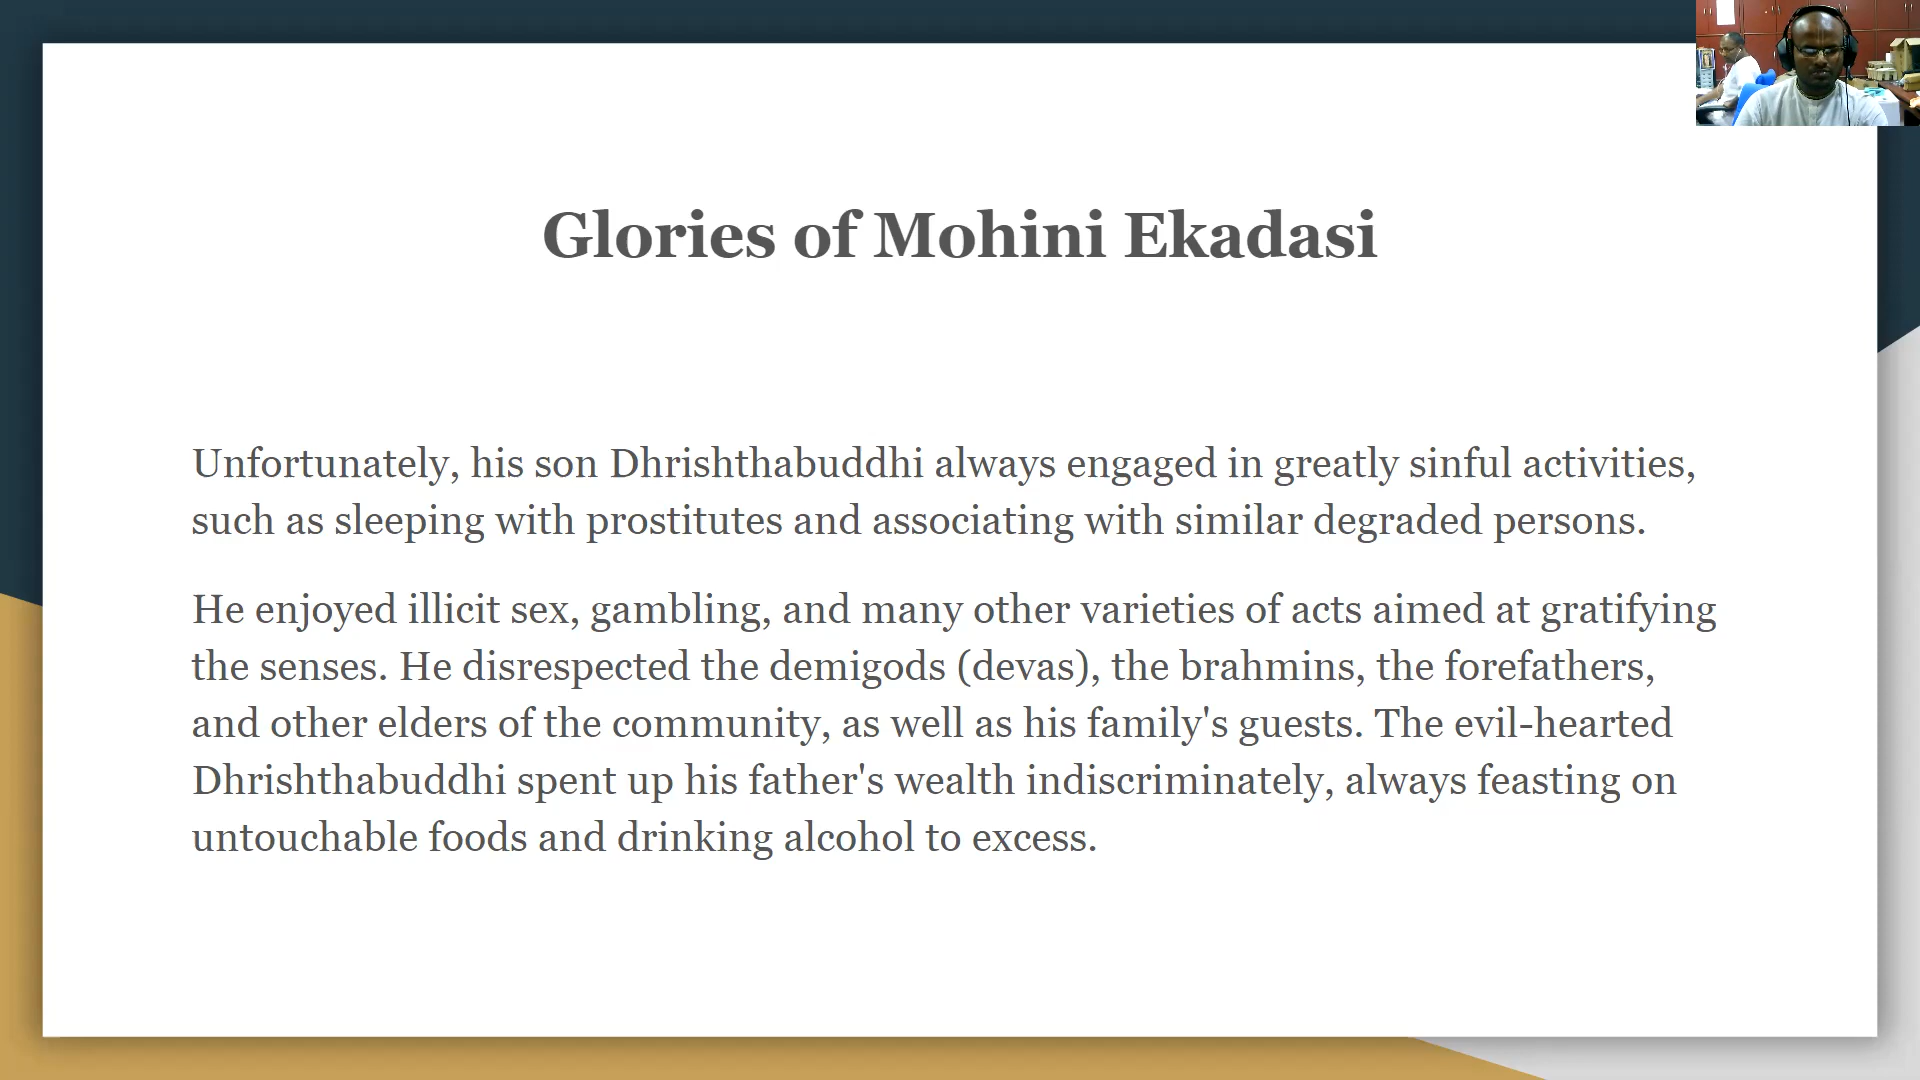 Glories of Mohini Ekadasi
Unfortunately, his son Dhrishthabuddhi always engaged in greatly sinful activities,
such as sleeping with prostitutes and associating with similar degraded persons.
He enjoyed illicit sex, gambling, and many other varieties of acts aimed at gratifying
the senses. He disrespected the demigods (devas), the brahmins, the forefathers,
and other elders of the community, as well as his family's guests. The evil-hearted
Dhrishthabuddhi spent up his father's wealth indiscriminately, always feasting on
untouchable foods and drinking alcohol to excess.